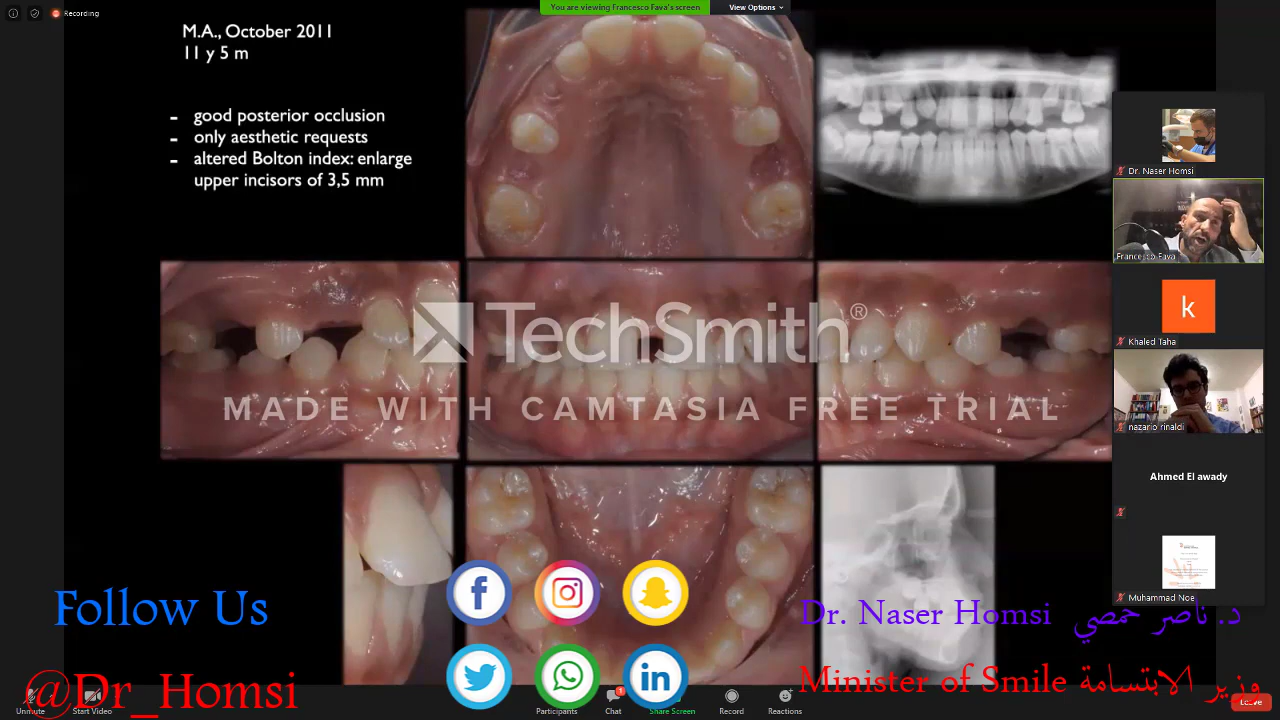 Recording
You are viewing Francesco Fava's screen
View Options
M.A., October 2011
11 y 5 m
- good posterior occlusion
- only aesthetic requests
- altered Bolton index: enlarge
upper incisors of 3,5 mm
TechSmith®
MADE WITH CAMTASIA FREE TRIAL
Dr. Naser Homsi
Francesco Fava
k
Khaled Taha
nazario rinaldi
Ahmed El awady
Muhammad Noe
Follow Us
@Dr_Homsi
Dr. Naser Homsi د. ناصر حمصي
Minister of Smile وزير الابتسامة
Unmute
Start Video
Participants
Chat
1
Share Screen
Record
Reactions
Leave